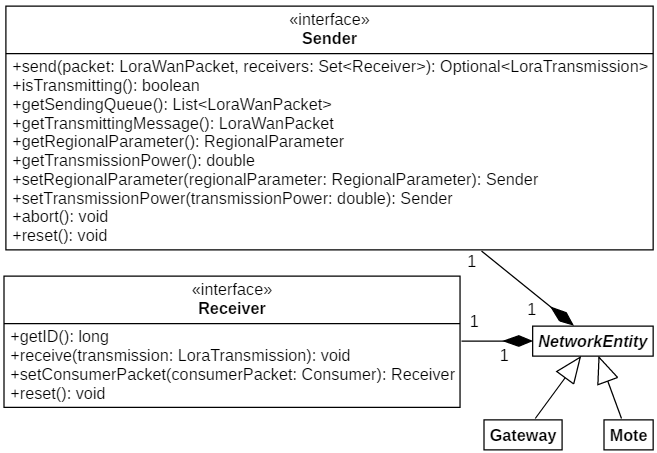 «interface»
Sender
+send(packet: LoraWanPacket, receivers: Set<Receiver>): Optional<LoraTransmission>
+isTransmitting(): boolean
+getSendingQueue(): List<LoraWanPacket>
+getTransmittingMessage(): LoraWanPacket
+getRegionalParameter(): RegionalParameter
+getTransmissionPower(): double
+setRegionalParameter(regionalParameter: RegionalParameter): Sender
+setTransmissionPower(transmissionPower: double): Sender
+abort(): void
+reset(): void
1
1
«interface»
Receiver
+getID(): long
+receive(transmission: LoraTransmission): void
+setConsumerPacket(consumerPacket: Consumer): Receiver
+reset(): void
1
1
NetworkEntity
Gateway
Mote